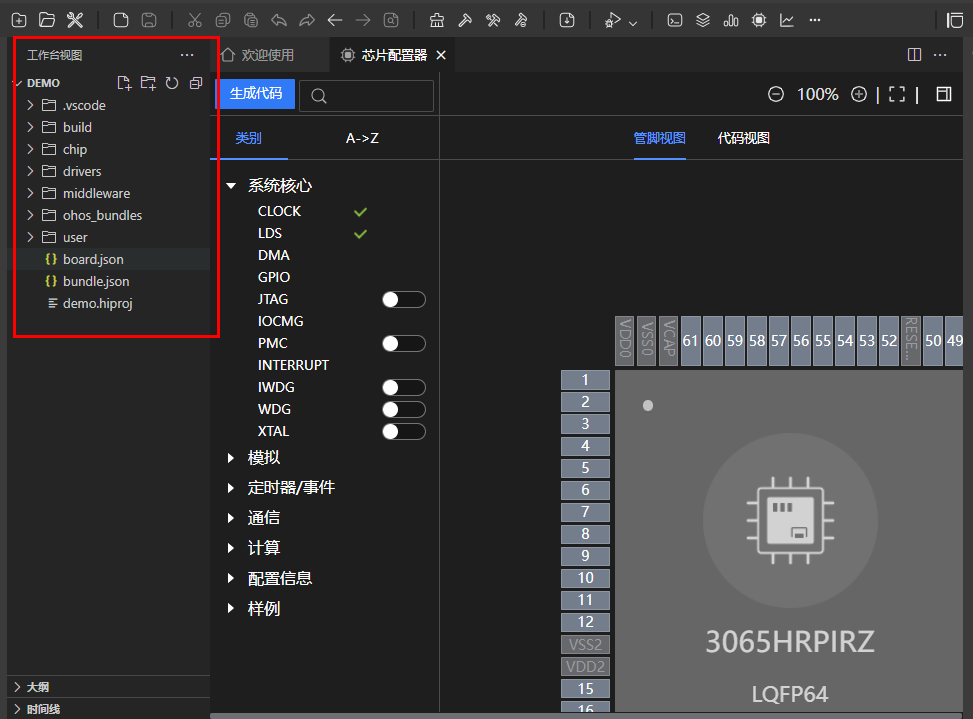 工作台视图
DEMO
.vscode
build
chip
drivers
middleware
ohos_bundles
user
{} board.json
{} bundle.json
demo.hiproj
大纲
时间线
欢迎使用
芯片配置器
生成代码
100%
类别
A->Z
管脚视图
代码视图
系统核心
CLOCK
LDS
DMA
GPIO
JTAG
IOCMG
PMC
INTERRUPT
IWDG
WDG
XTAL
模拟
定时器/事件
通信
计算
配置信息
样例
VDD0 VSS0 VCAP 61 60 59 58 57 56 55 54 53 52 RESE... 50 49
1
2
3
4
5
6
7
8
9
10
11
12
VSS2
VDD2
15
16
3065HRPIRZ
LQFP64